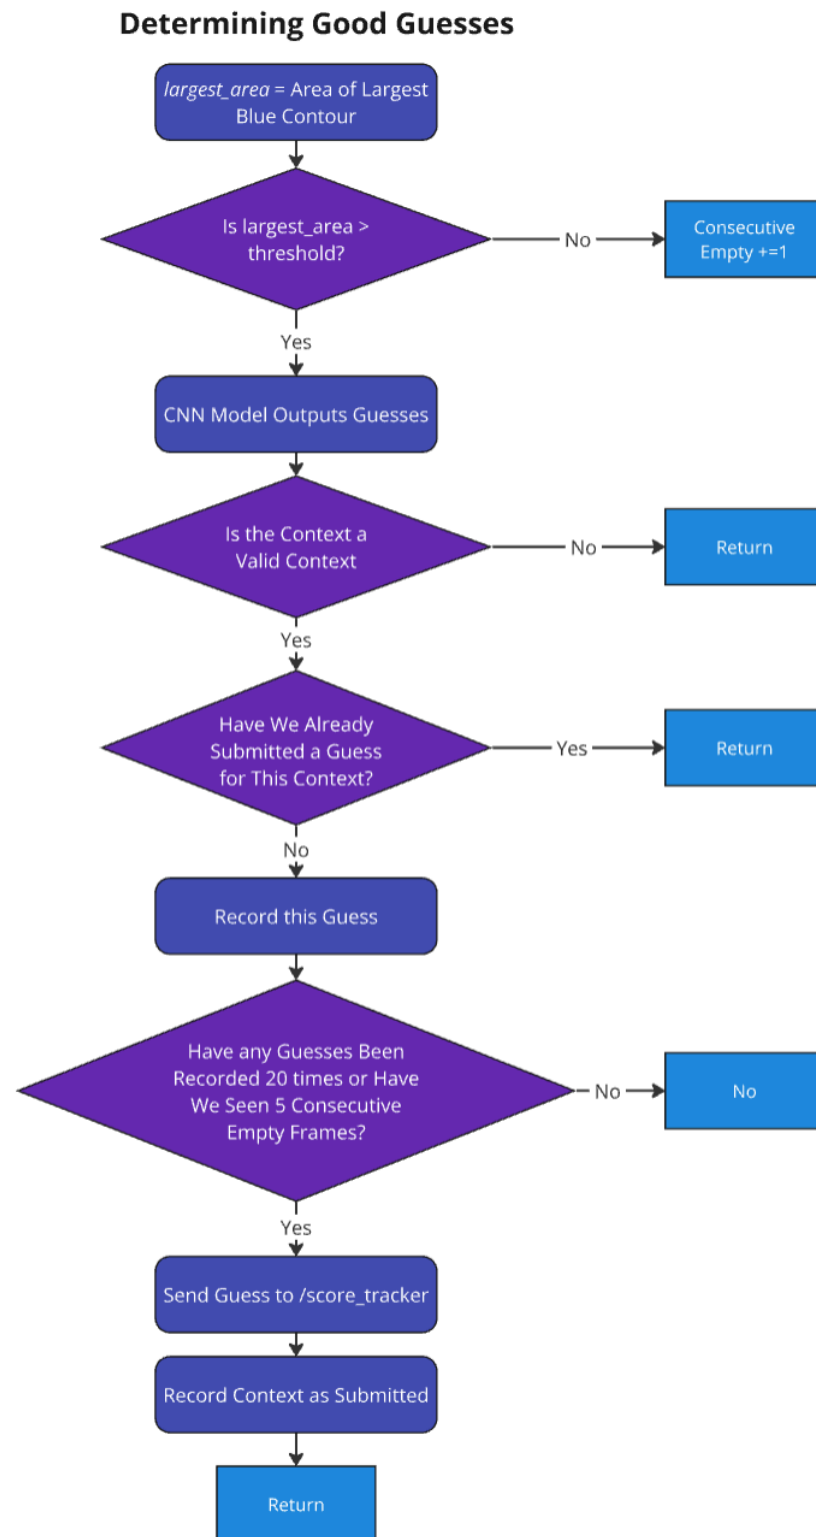 Determining Good Guesses
largest_area = Area of Largest
Blue Contour
Is largest_area >
threshold?
No
Consecutive
Empty +=1
Yes
CNN Model Outputs Guesses
Is the Context a
Valid Context
No
Return
Yes
Have We Already
Submitted a Guess
for This Context?
Yes
Return
No
Record this Guess
Have any Guesses Been
Recorded 20 times or Have
We Seen 5 Consecutive
Empty Frames?
No
No
Yes
Send Guess to /score_tracker
Record Context as Submitted
Return